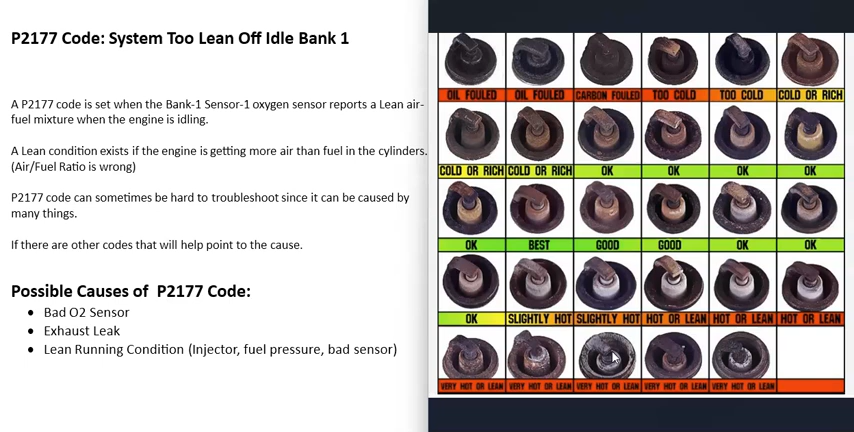 P2177 Code: System Too Lean Off Idle Bank 1
A P2177 code is set when the Bank-1 Sensor-1 oxygen sensor reports a Lean air-
fuel mixture when the engine is idling.
A Lean condition exists if the engine is getting more air than fuel in the cylinders.
(Air/Fuel Ratio is wrong)
P2177 code can sometimes be hard to troubleshoot since it can be caused by
many things.
If there are other codes that will help point to the cause.
Possible Causes of P2177 Code:
• Bad O2 Sensor
• Exhaust Leak
• Lean Running Condition (Injector, fuel pressure, bad sensor)
OIL FOULED OIL FOULED CARBON FOULED TOO COLD TOO COLD COLD OR RICH
COLD OR RICH COLD OR RICH OK OK OK OK
OK BEST GOOD GOOD OK OK
OK SLIGHTLY HOT SLIGHTLY HOT HOT OR LEAN HOT OR LEAN HOT OR LEAN
VERY HOT OR LEAN VERY HOT OR LEAN VERY HOT OR LEAN VERY HOT OR LEAN VERY HOT OR LEAN